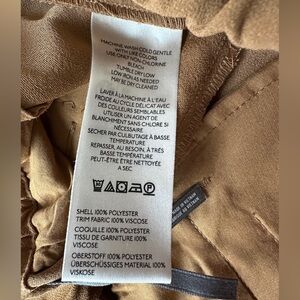 MACHINE WASH COLD GENTLE
WITH LIKE COLORS
USE ONLY NON-CHLORINE
BLEACH
TUMBLE DRY LOW
LOW IRON AS NEEDED
MAY BE DRY CLEANED
LAVER À LA MACHINE À L'EAU
FROIDE AU CYCLE DÉLICAT AVEC
DES COULEURS SEMBLABLES
UTILISER UN AGENT DE
BLANCHIMENT SANS CHLORE SI
NÉCESSAIRE
SÉCHER PAR CULBUTAGE À BASSE
TEMPÉRATURE
REPASSER, AU BESOIN, À TRÈS
BASSE TEMPÉRATURE
PEUT-ÊTRE ÊTRE NETTOYÉE
A SEC
SHELL 100% POLYESTER
TRIM FABRIC 100% VISCOSE
COQUILLE 100% POLYESTER
TISSU DE GARNITURE 100%
VISCOSE
OBERSTOFF 100% POLYESTER
ÜBERSCHÜSSIGES MATERIAL 100%
VISKOSE